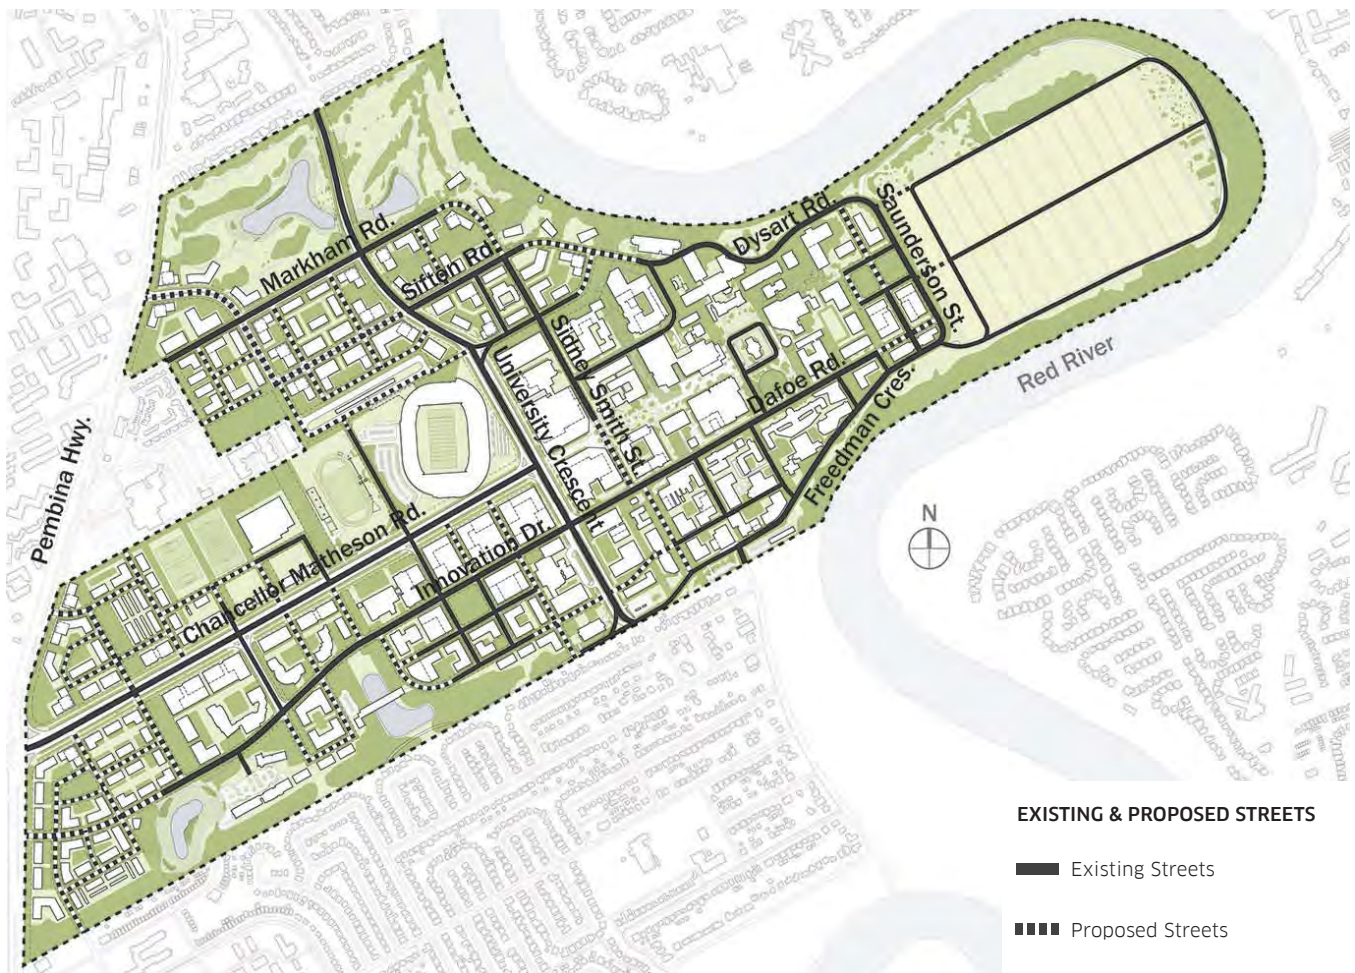 Markham Rd.
Sifton Rd.
Dysart Rd.
Saunderson St.
Sidney Smith St.
University Crescent
Dafoe Rd.
Freedman Cres.
Red River
Pembina Hwy.
Chancellor Matheson Rd.
Innovation Dr.
N
EXISTING & PROPOSED STREETS
Existing Streets
Proposed Streets